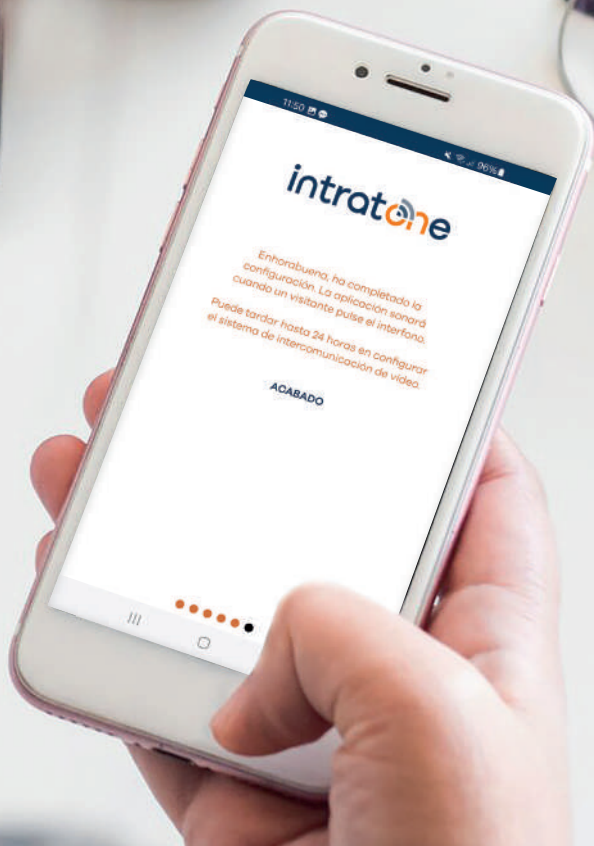 11:50
96%
intratone
Enhorabuena, ha completado la
configuración. La aplicación sonará
cuando un visitante pulse el interfono.
Puede tardar hasta 24 horas en configurar
el sistema de intercomunicación de vídeo.
ACABADO